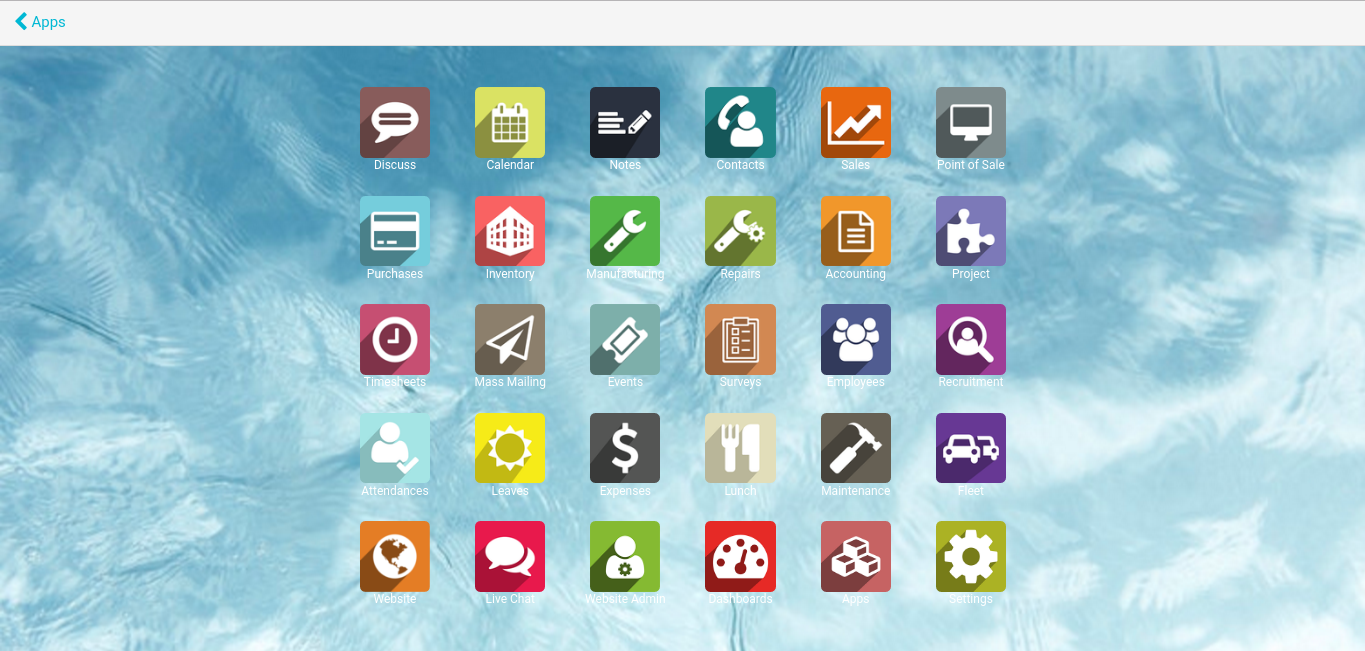 Apps
Discuss
Calendar
Notes
Contacts
Sales
Point of Sale
Purchases
Inventory
Manufacturing
Repairs
Accounting
Project
Timesheets
Mass Mailing
Events
Surveys
Employees
Recruitment
Attendances
Leaves
Expenses
Lunch
Maintenance
Fleet
Website
Live Chat
Website Admin
Dashboards
Apps
Settings